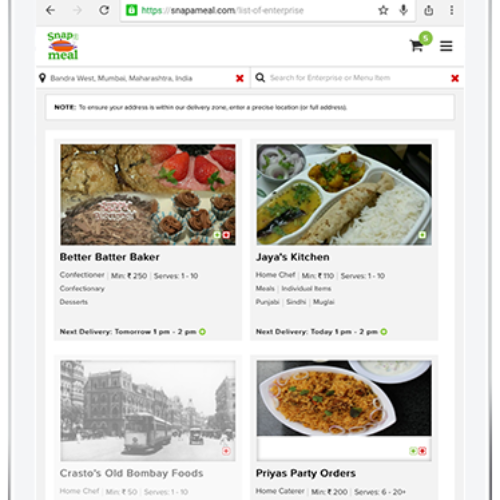 https://snapameal.com/list-of-enterprise
Snap
meal
5
Bandra West, Mumbai, Maharashtra, India
Search for Enterprise or Menu Item
NOTE: To ensure your address is within our delivery zone, enter a precise location (or full address).
Better Batter Baker
Confectioner | Min: ₹ 250 | Serves: 1 - 10
Confectionary
Desserts
Next Delivery: Tomorrow 1 pm - 2 pm
Jaya's Kitchen
Home Chef | Min: ₹ 110 | Serves: 1 - 10
Meals | Individual Items
Punjabi | Sindhi | Muglai
Next Delivery: Today 1 pm - 2 pm
Crasto's Old Bombay Foods
Home Chef | Min: ₹ 50 | Serves: 1 - 10
Priyas Party Orders
Home Caterer | Min: ₹ 200 | Serves: 6 - 20+